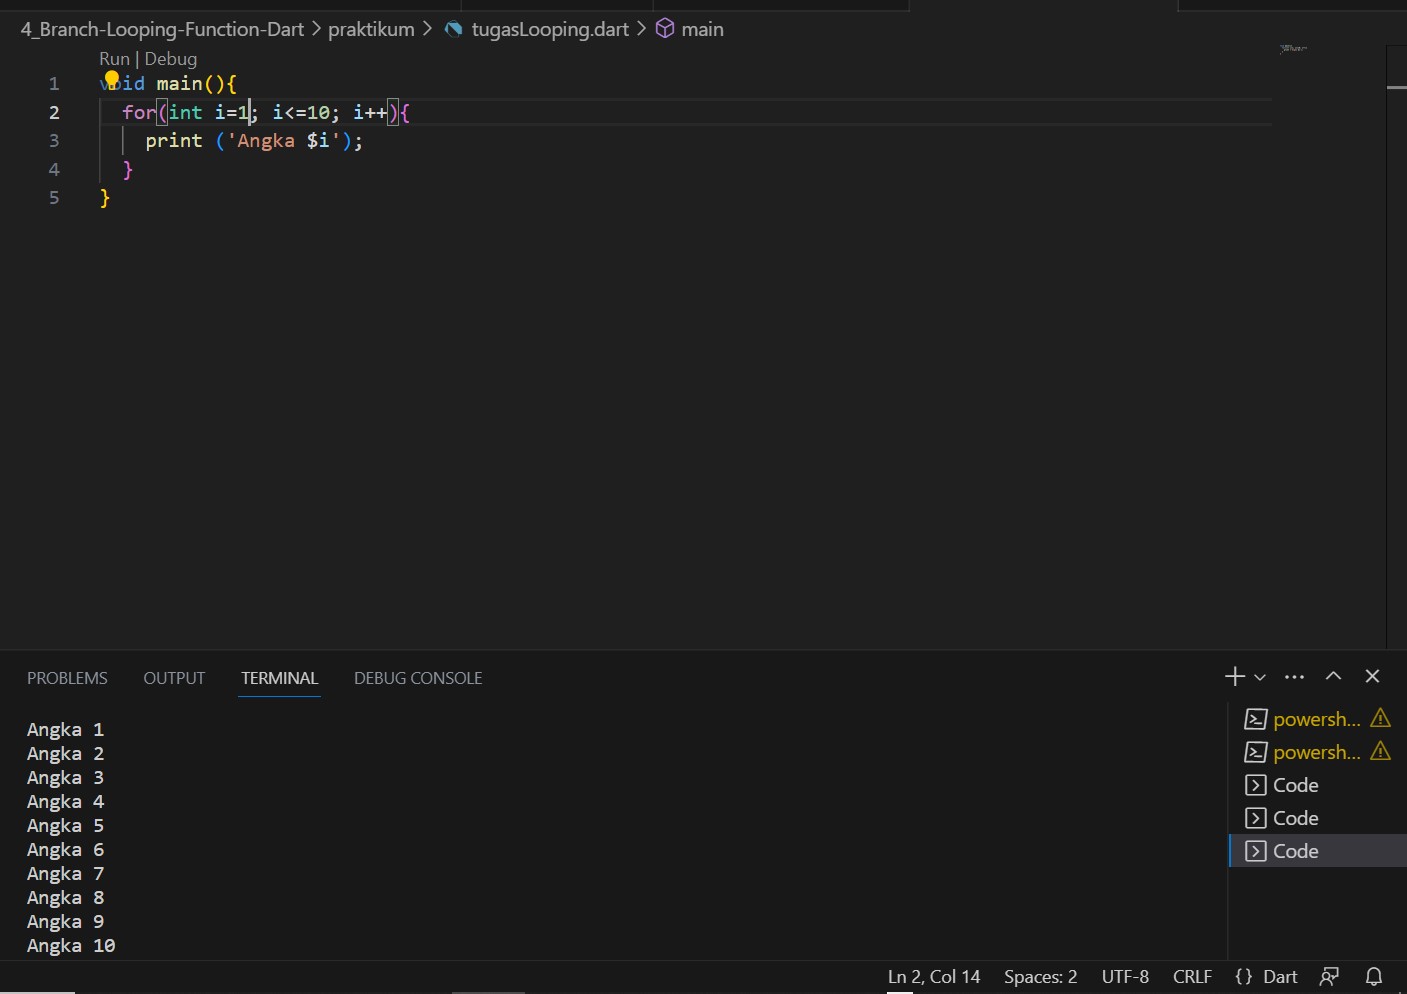 4_Branch-Looping-Function-Dart > praktikum > tugasLooping.dart > main
Run | Debug
1 void main(){
2 for(int i=1; i<=10; i++){
3 print ('Angka $i');
4 }
5 }
PROBLEMS OUTPUT TERMINAL DEBUG CONSOLE
Angka 1
Angka 2
Angka 3
Angka 4
Angka 5
Angka 6
Angka 7
Angka 8
Angka 9
Angka 10
powersh...
powersh...
Code
Code
Code
Ln 2, Col 14 Spaces: 2 UTF-8 CRLF {} Dart